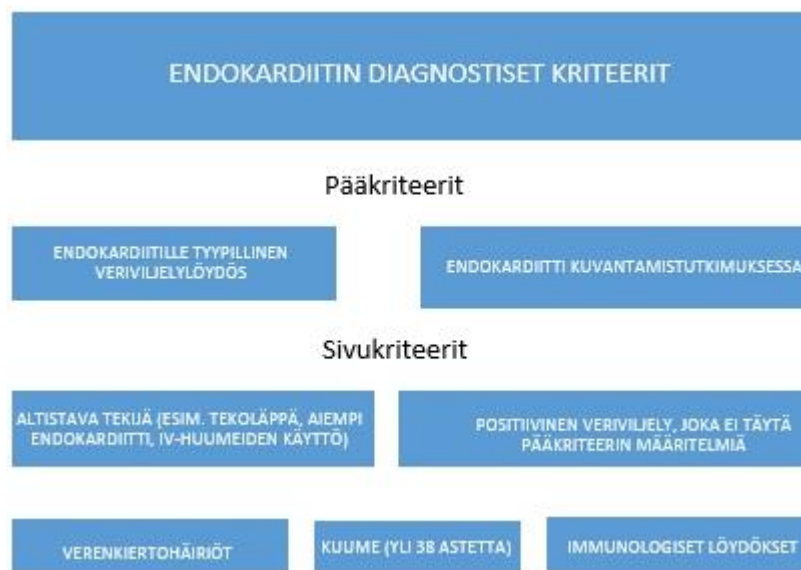 ENDOKARDIITIN DIAGNOSTISET KRITEERIT
Pääkriteerit
ENDOKARDIITILLE TYYPILLINEN
VERIVILJELYLÖYDÖS
ENDOKARDIITTI KUVANTAMISTUTKIMUKSESSA
Sivukriteerit
ALTISTAVA TEKIJÄ (ESIM. TEKOLÄPPÄ, AIEMPI
ENDOKARDIITTI, IV-HUUMEIDEN KÄYTTÖ)
POSITIIVINEN VERIVILJELY, JOKA EI TÄYTÄ
PÄÄKRITEERIN MÄÄRITELMIÄ
VERENKIERTOHÄIRIÖT
KUUME (YLI 38 ASTETTA)
IMMUNOLOGISET LÖYDÖKSET